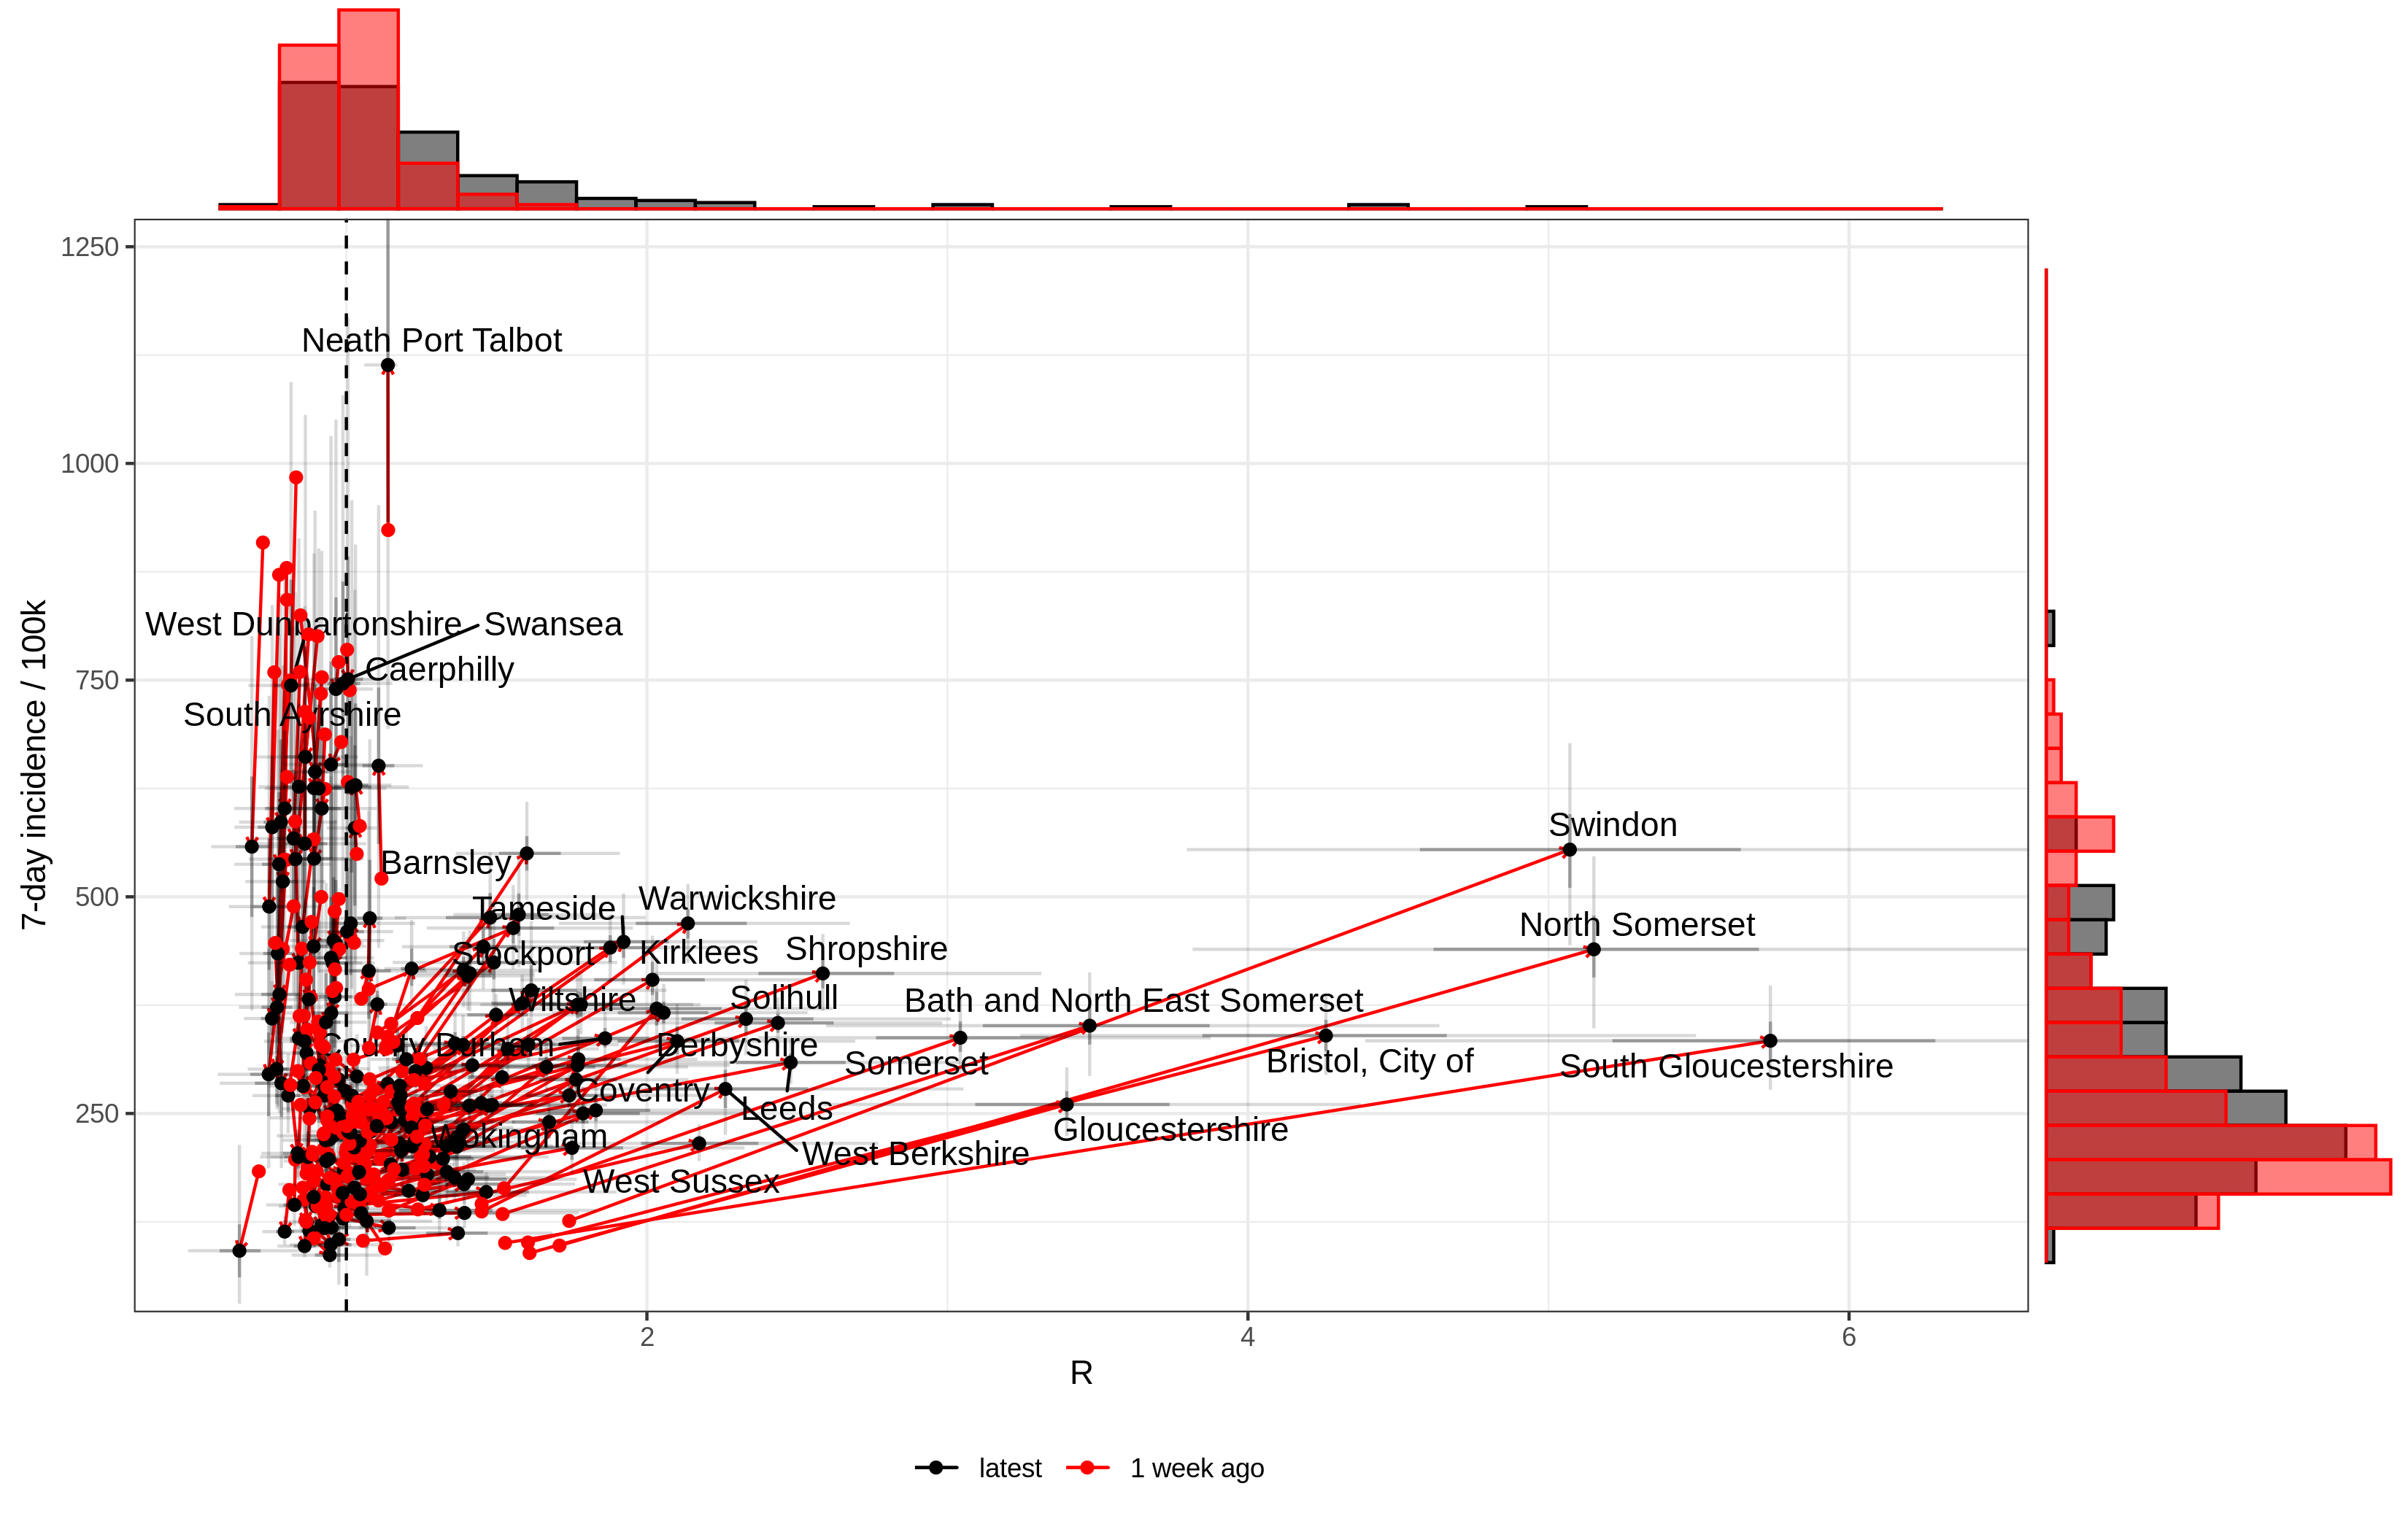 1250
1000
750
500
250
7-day incidence / 100k
Neath Port Talbot
West Dunbartonshire
Swansea
Caerphilly
South Ayrshire
Swindon
Barnsley
Warwickshire
Tameside
North Somerset
Shropshire
Kirklees
Stockport
Solihull
Wiltshire
Bath and North East Somerset
County Durham
Derbyshire
Somerset
Bristol, City of
South Gloucestershire
Coventry
Leeds
Gloucestershire
Wokingham
West Berkshire
West Sussex
2
4
6
R
latest
1 week ago